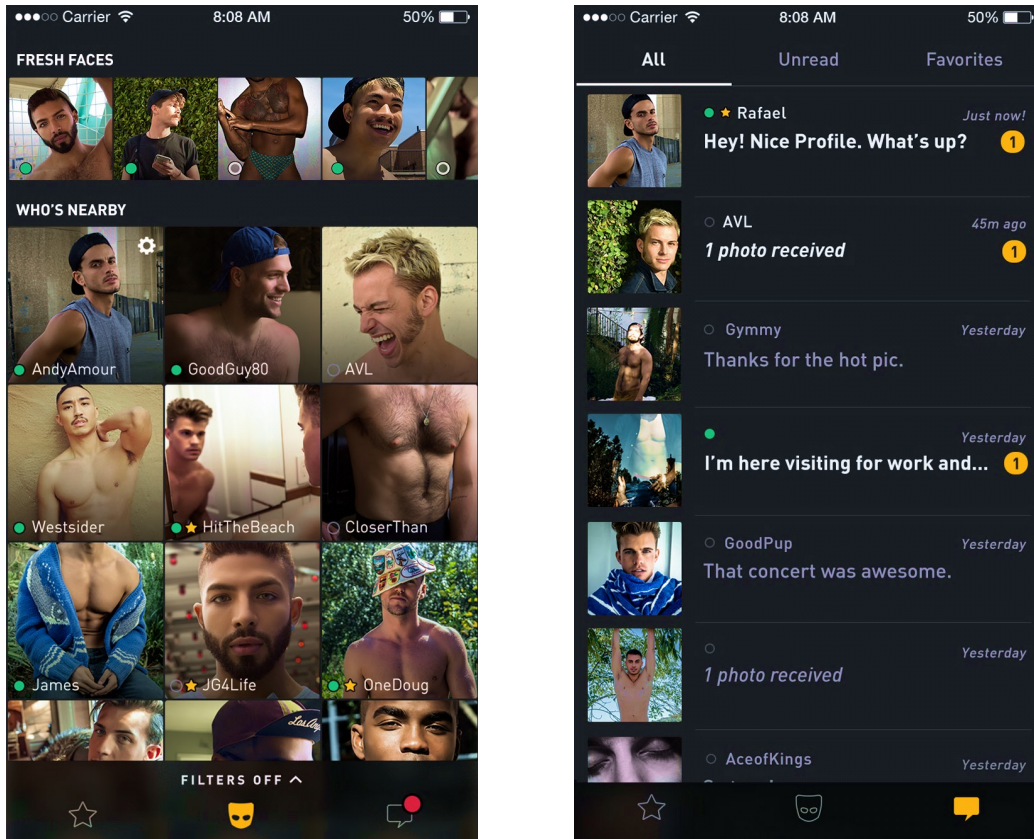 Carrier 8:08 AM 50%
FRESH FACES
WHO'S NEARBY
AndyAmour
GoodGuy80
AVL
Westsider
HitTheBeach
CloserThan
James
JG4Life
OneDoug
Los Ang
FILTERS OFF
Carrier 8:08 AM 50%
All Unread Favorites
Rafael Just now!
Hey! Nice Profile. What's up? 1
AVL 45m ago
1 photo received 1
Gymmy Yesterday
Thanks for the hot pic.
Yesterday
I'm here visiting for work and... 1
GoodPup Yesterday
That concert was awesome.
Yesterday
1 photo received
AceofKings Yesterday